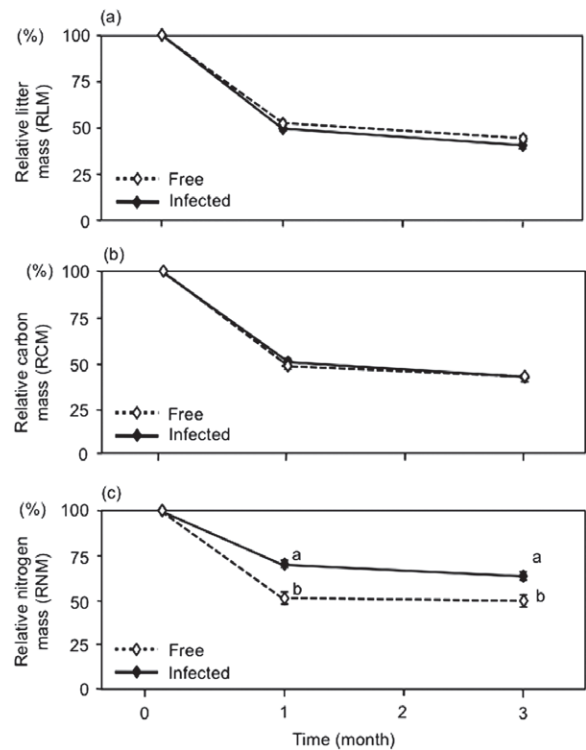 (a)
(%)
100
75
50
25
0
Relative litter
mass (RLM)
Free
Infected
(b)
(%)
100
75
50
25
0
Relative carbon
mass (RCM)
Free
Infected
(c)
(%)
100
75
50
25
0
Relative nitrogen
mass (RNM)
a
a
b
b
Free
Infected
0 1 2 3
Time (month)